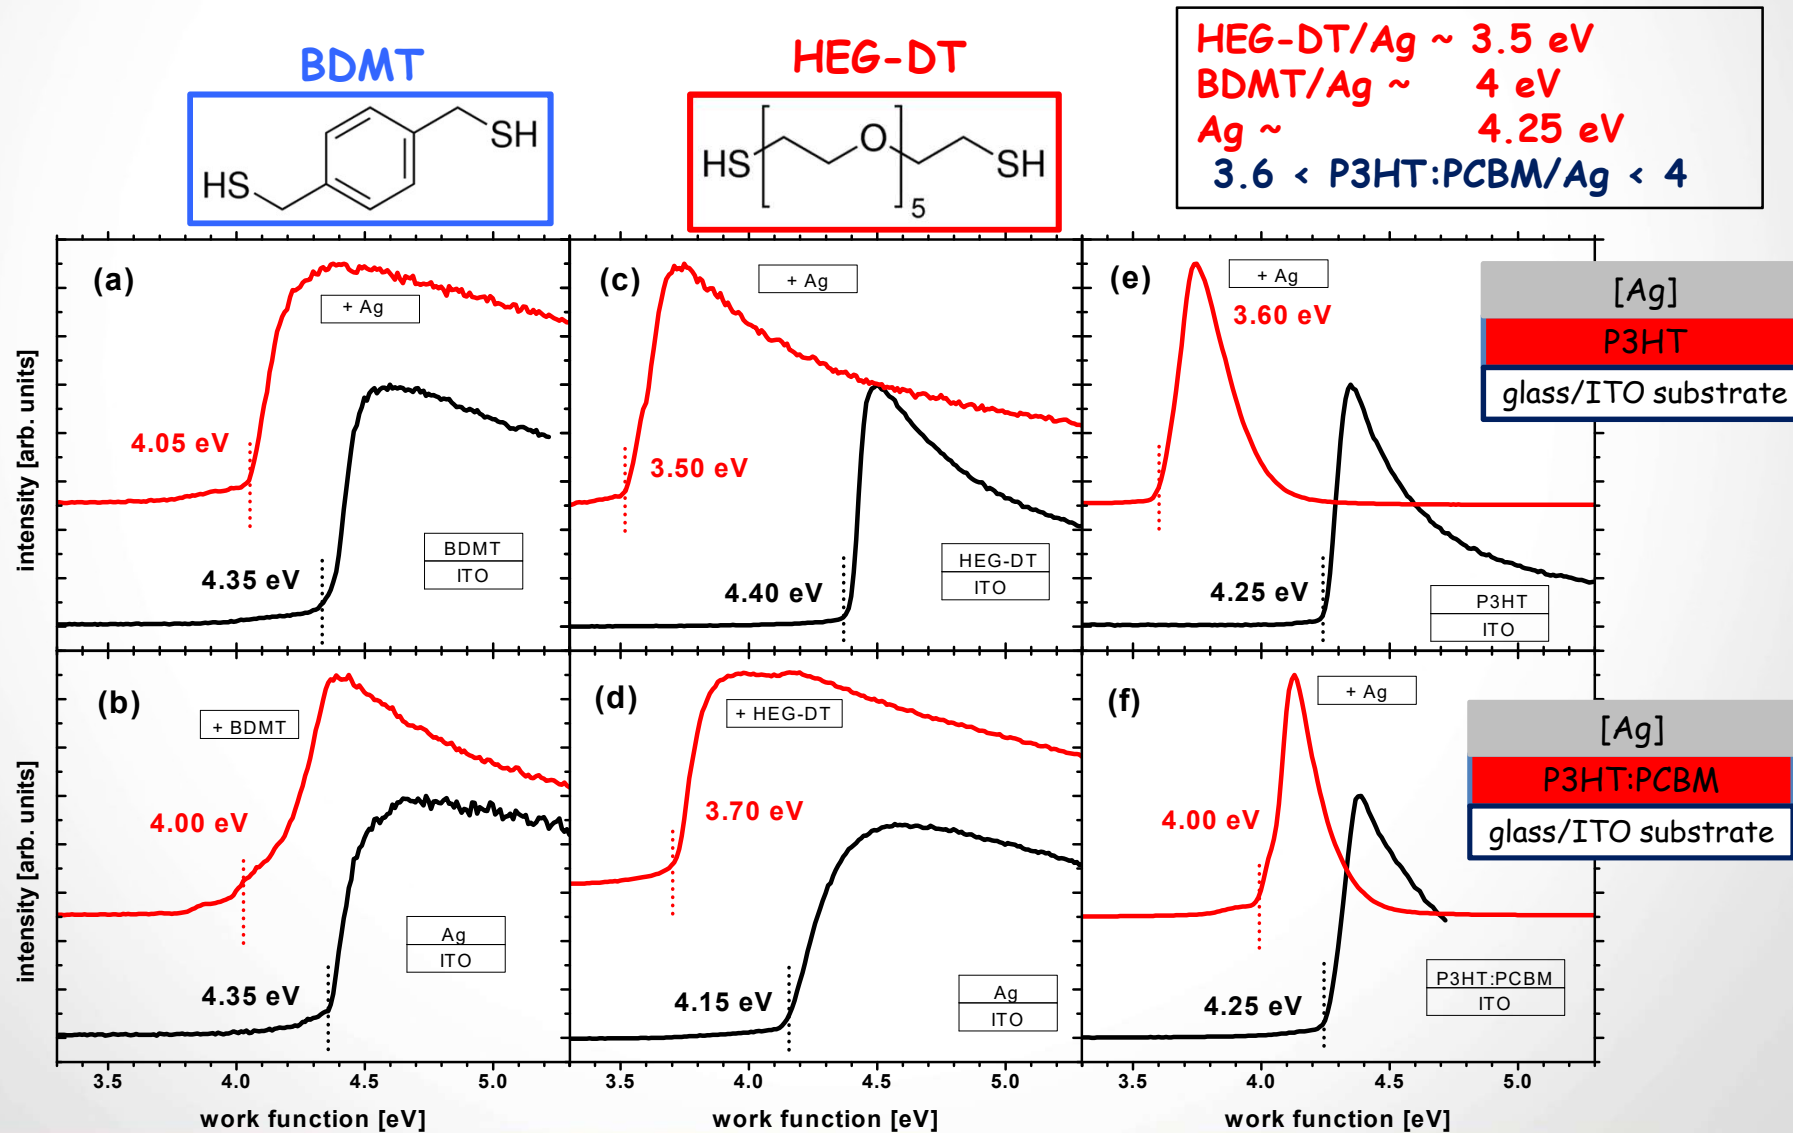 BDMT
SH
HS
HEG-DT
HS
O
SH
5
HEG-DT/Ag ~ 3.5 eV
BDMT/Ag ~ 4 eV
Ag ~ 4.25 eV
3.6 < P3HT:PCBM/Ag < 4
intensity [arb. units]
(a)
+ Ag
4.05 eV
4.35 eV
BDMT
ITO
(c)
+ Ag
3.50 eV
4.40 eV
HEG-DT
ITO
(e)
+ Ag
3.60 eV
4.25 eV
P3HT
ITO
[Ag]
P3HT
glass/ITO substrate
intensity [arb. units]
(b)
+ BDMT
4.00 eV
4.35 eV
Ag
ITO
(d)
+ HEG-DT
3.70 eV
4.15 eV
Ag
ITO
(f)
+ Ag
4.00 eV
4.25 eV
P3HT:PCBM
ITO
[Ag]
P3HT:PCBM
glass/ITO substrate
3.5 4.0 4.5 5.0
3.5 4.0 4.5 5.0
3.5 4.0 4.5 5.0
work function [eV]
work function [eV]
work function [eV]